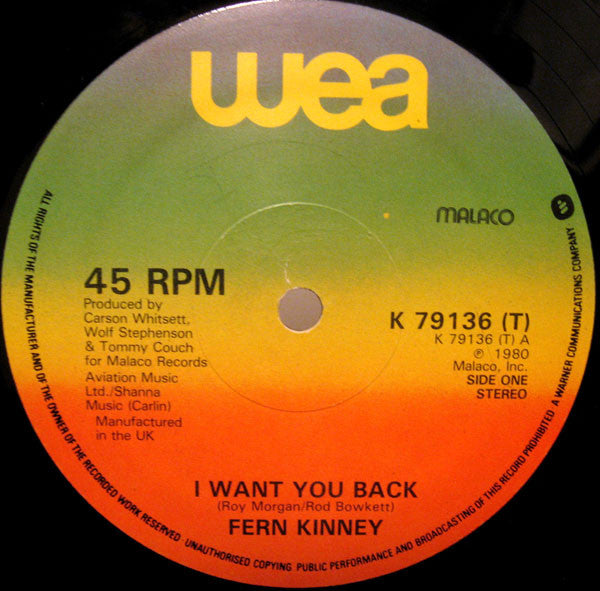 wea
MALACO
45 RPM
Produced by
Carson Whitsett,
Wolf Stephenson
& Tommy Couch
for Malaco Records
Aviation Music
Ltd./Shanna
Music (Carlin)
Manufactured
in the UK
K 79136 (T)
K 79136 (T) A
℗ 1980
Malaco, Inc.
SIDE ONE
STEREO
I WANT YOU BACK
(Roy Morgan/Rod Bowkett)
FERN KINNEY
ALL RIGHTS OF THE MANUFACTURER AND OF THE OWNER OF THE RECORDED WORK RESERVED · UNAUTHORISED COPYING PUBLIC PERFORMANCE AND BROADCASTING OF THIS RECORD PROHIBITED A WARNER COMMUNICATIONS COMPANY